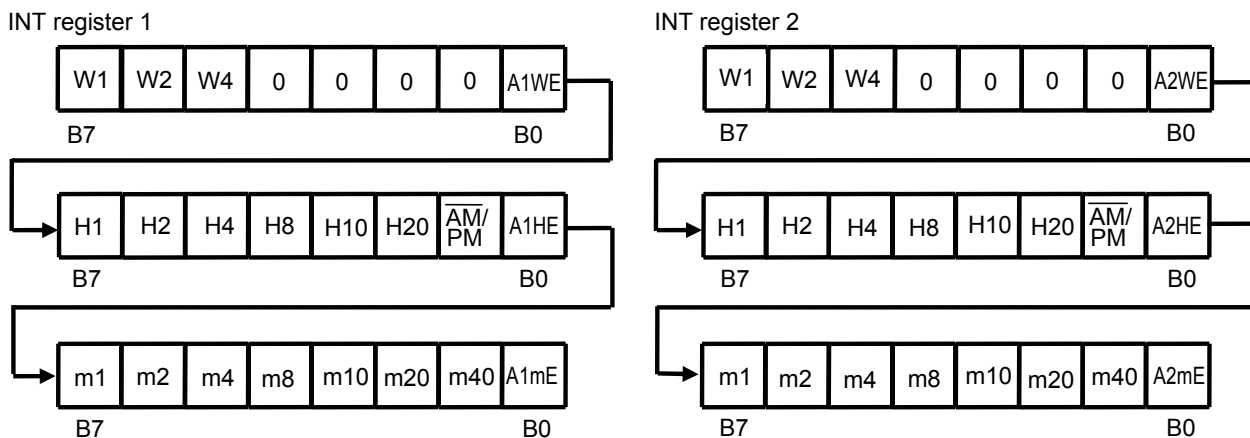 INT register 1
W1 W2 W4 0 0 0 0 A1WE
B7 B0
H1 H2 H4 H8 H10 H20 AM/PM A1HE
B7 B0
m1 m2 m4 m8 m10 m20 m40 A1mE
B7 B0
INT register 2
W1 W2 W4 0 0 0 0 A2WE
B7 B0
H1 H2 H4 H8 H10 H20 AM/PM A2HE
B7 B0
m1 m2 m4 m8 m10 m20 m40 A2mE
B7 B0